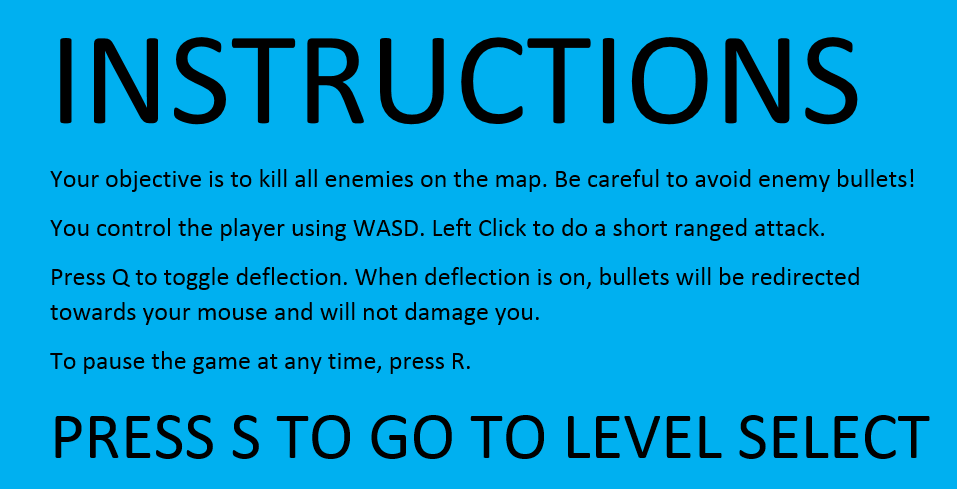 INSTRUCTIONS
Your objective is to kill all enemies on the map. Be careful to avoid enemy bullets!
You control the player using WASD. Left Click to do a short ranged attack.
Press Q to toggle deflection. When deflection is on, bullets will be redirected
towards your mouse and will not damage you.
To pause the game at any time, press R.
PRESS S TO GO TO LEVEL SELECT